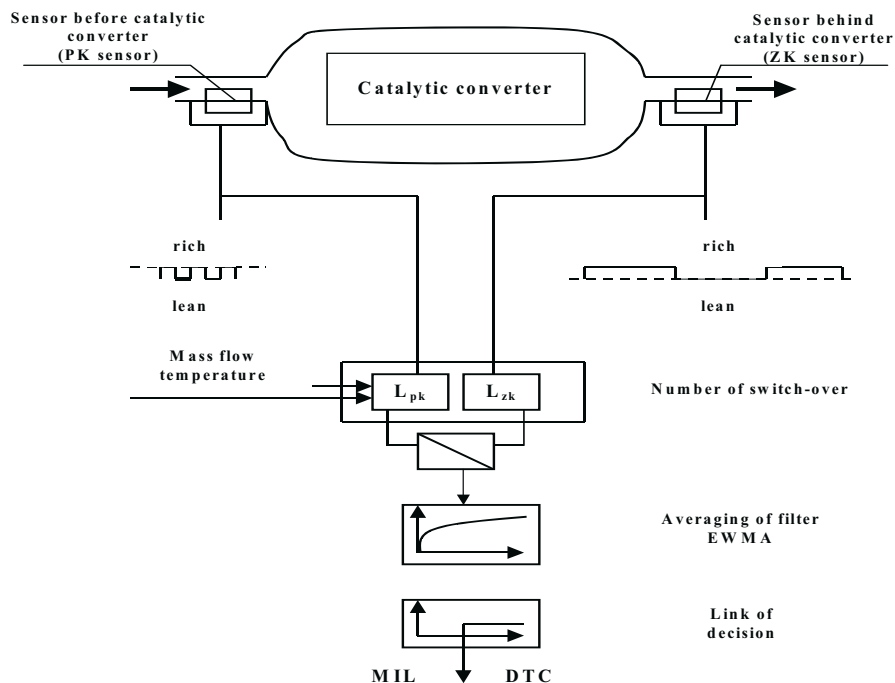 Sensor before catalytic
converter
(PK sensor)
Sensor behind
catalytic converter
(ZK sensor)
Catalytic converter
rich
lean
rich
lean
Mass flow
temperature
L pk
L zk
Number of switch-over
Averaging of filter
EWMA
Link of
decision
MIL
DTC